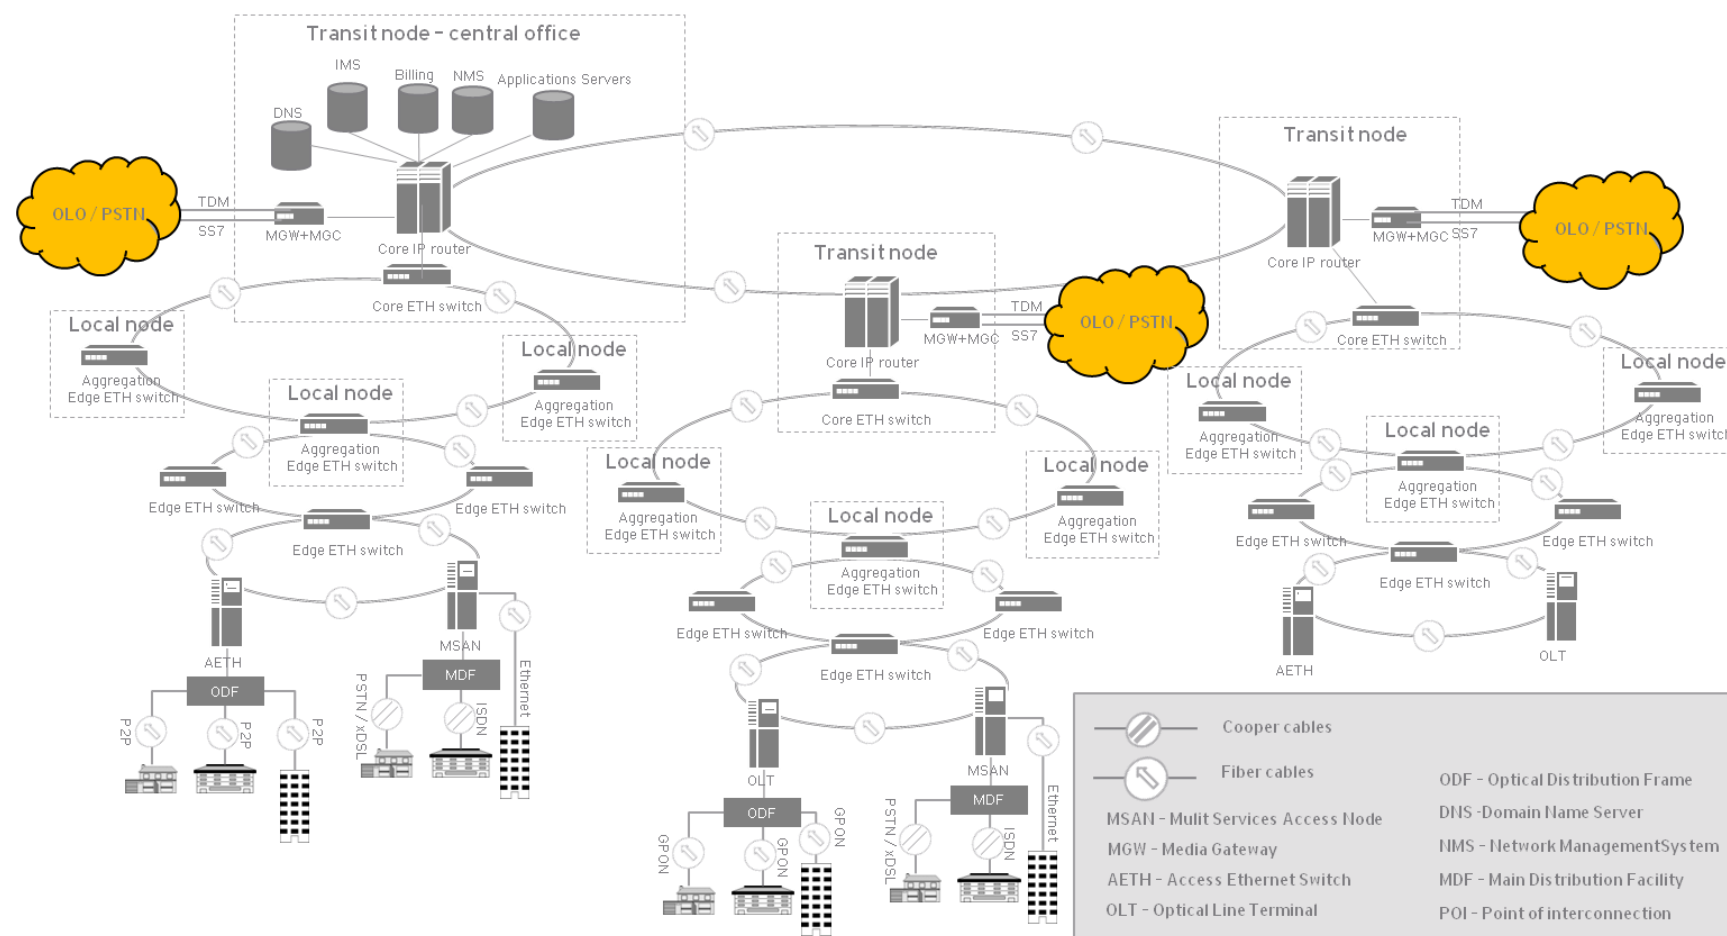 Transit node - central office
IMS
Billing
NMS
Applications Servers
DNS
OLO / PSTN
TDM
SS7
MGW+MGC
Core IP router
Core ETH switch
Transit node
Core IP router
MGW+MGC
TDM
SS7
OLO / PSTN
Core ETH switch
Transit node
Core IP router
MGW+MGC
TDM
SS7
OLO / PSTN
Core ETH switch
Local node
Aggregation
Edge ETH switch
Local node
Aggregation
Edge ETH switch
Local node
Aggregation
Edge ETH switch
Edge ETH switch
Edge ETH switch
Edge ETH switch
AETH
ODF
P2P
P2P
P2P
MSAN
MDF
PSTN / xDSL
ISDN
Ethernet
Local node
Aggregation
Edge ETH switch
Local node
Aggregation
Edge ETH switch
Local node
Aggregation
Edge ETH switch
Edge ETH switch
Edge ETH switch
Edge ETH switch
OLT
ODF
GPON
GPON
GPON
MSAN
MDF
PSTN / xDSL
ISDN
Ethernet
Local node
Aggregation
Edge ETH switch
Local node
Aggregation
Edge ETH switch
Local node
Aggregation
Edge ETH switch
Edge ETH switch
Edge ETH switch
Edge ETH switch
AETH
OLT
Cooper cables
Fiber cables
MSAN - Mulit Services Access Node
MGW - Media Gateway
AETH - Access Ethernet Switch
OLT - Optical Line Terminal
ODF - Optical Distribution Frame
DNS -Domain Name Server
NMS - Network ManagementSystem
MDF - Main Distribution Facility
POI - Point of interconnection